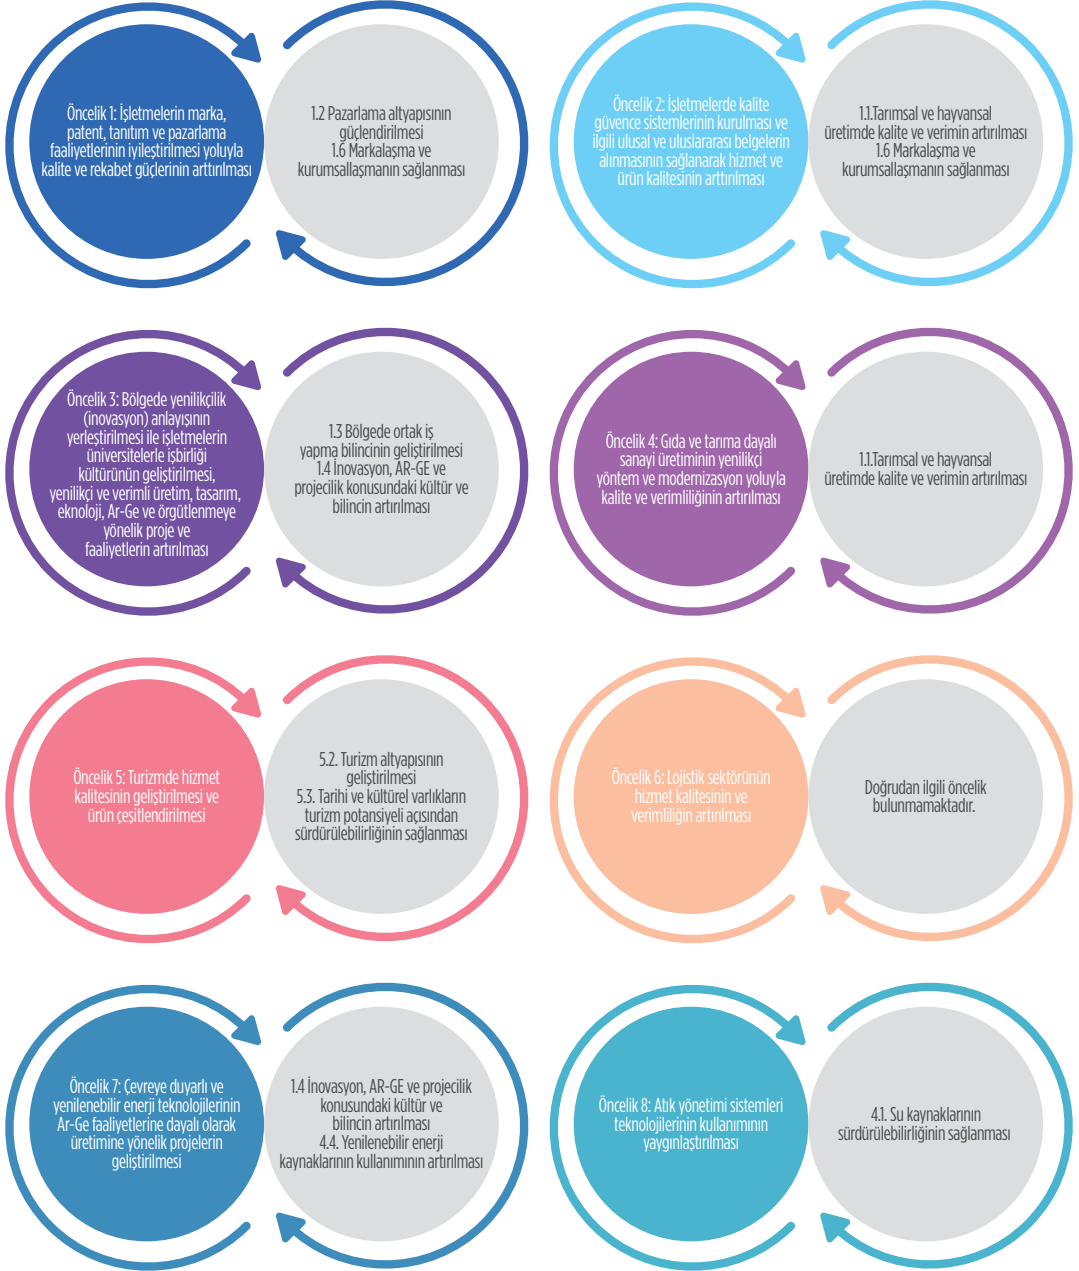 Öncelik 1: İşletmelerin marka,
patent, tanıtım ve pazarlama
faaliyetlerinin iyileştirilmesi yoluyla
kalite ve rekabet güçlerinin arttırılması
1.2 Pazarlama altyapısının
güçlendirilmesi
1.6 Markalaşma ve
kurumsallaşmanın sağlanması
Öncelik 2: İşletmelerde kalite
güvence sistemlerinin kurulması ve
ilgili ulusal ve uluslararası belgelerin
alınmasının sağlanarak hizmet ve
ürün kalitesinin arttırılması
1.1.Tarımsal ve hayvansal
üretimde kalite ve verimin artırılması
1.6 Markalaşma ve
kurumsallaşmanın sağlanması
Öncelik 3: Bölgede yenilikçilik
(inovasyon) anlayışının
yerleştirilmesi ile işletmelerin
üniversitelerle işbirliği
kültürünün geliştirilmesi,
yenilikçi ve verimli üretim, tasarım,
eknoloji, Ar-Ge ve örgütlenmeye
yönelik proje ve
faaliyetlerin artırılması
1.3 Bölgede ortak iş
yapma bilincinin geliştirilmesi
1.4 İnovasyon, AR-GE ve
projecilik konusundaki kültür ve
bilincin artırılması
Öncelik 4: Gıda ve tarıma dayalı
sanayi üretiminin yenilikçi
yöntem ve modernizasyon yoluyla
kalite ve verimliliğin artırılması
1.1.Tarımsal ve hayvansal
üretimde kalite ve verimin artırılması
Öncelik 5: Turizmde hizmet
kalitesinin geliştirilmesi ve
ürün çeşitlendirilmesi
5.2. Turizm altyapısının
geliştirilmesi
5.3. Tarihi ve kültürel varlıkların
turizm potansiyeli açısından
sürdürülebilirliğinin sağlanması
Öncelik 6: Lojistik sektörünün
hizmet kalitesinin ve
verimliliğin artırılması
Doğrudan ilgili öncelik
bulunmamaktadır.
Öncelik 7: Çevreye duyarlı ve
yenilenebilir enerji teknolojilerinin
Ar-Ge faaliyetlerine dayalı olarak
üretimine yönelik projelerin
geliştirilmesi
1.4 İnovasyon, AR-GE ve projecilik
konusundaki kültür ve
bilincin artırılması
4.4. Yenilenebilir enerji
kaynaklarının kullanımının artırılması
Öncelik 8: Atık yönetimi sistemleri
teknolojilerinin kullanımının
yaygınlaştırılması
4.1. Su kaynaklarının
sürdürülebilirliğinin sağlanması